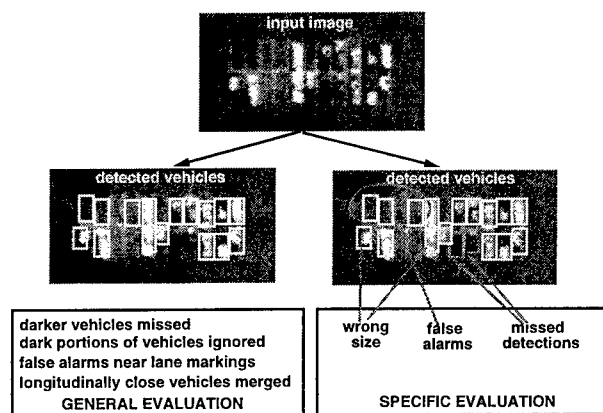 input image
detected vehicles
detected vehicles
darker vehicles missed
dark portions of vehicles ignored
false alarms near lane markings
longitudinally close vehicles merged
GENERAL EVALUATION
wrong
size
false
alarms
missed
detections
SPECIFIC EVALUATION